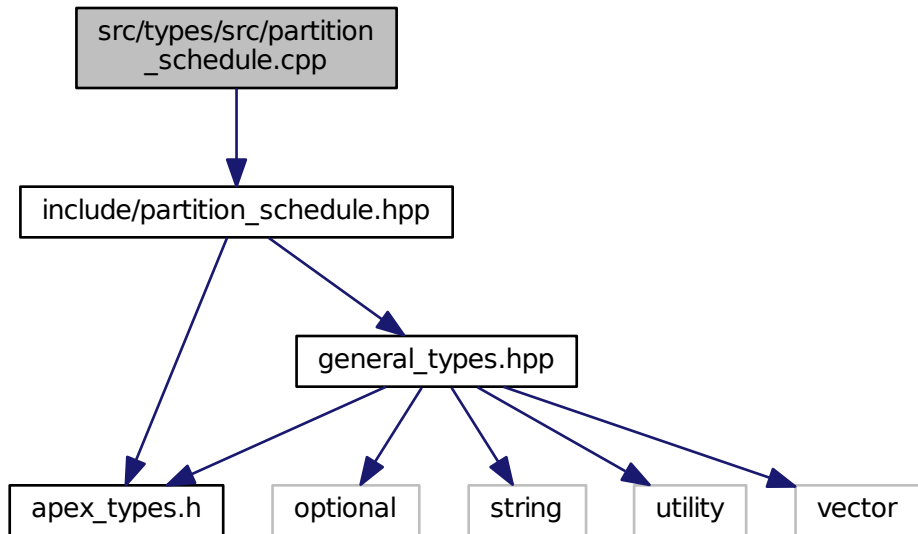 src/types/src/partition
_schedule.cpp
include/partition_schedule.hpp
general_types.hpp
apex_types.h
optional
string
utility
vector